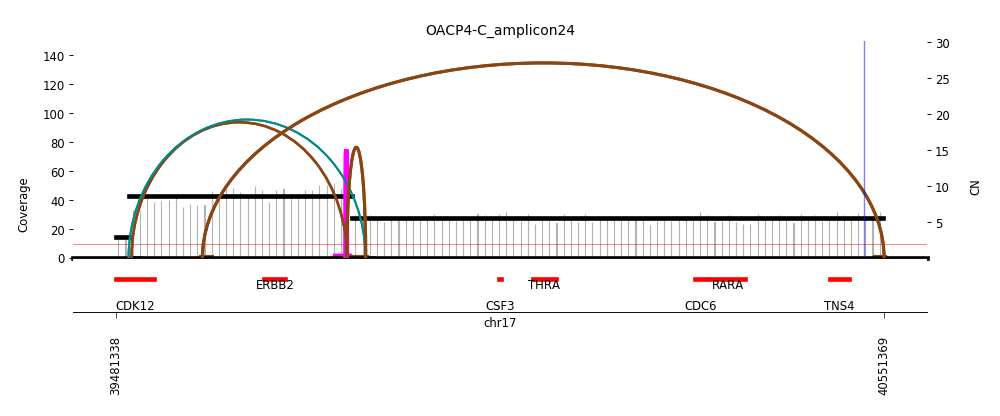 OACP4-C_amplicon24
140
120
100
80
60
40
20
0
Coverage
30
25
20
15
10
5
CN
ERBB2
THRA
RARA
CDK12
CSF3
CDC6
TNS4
chr17
39481338
40551369